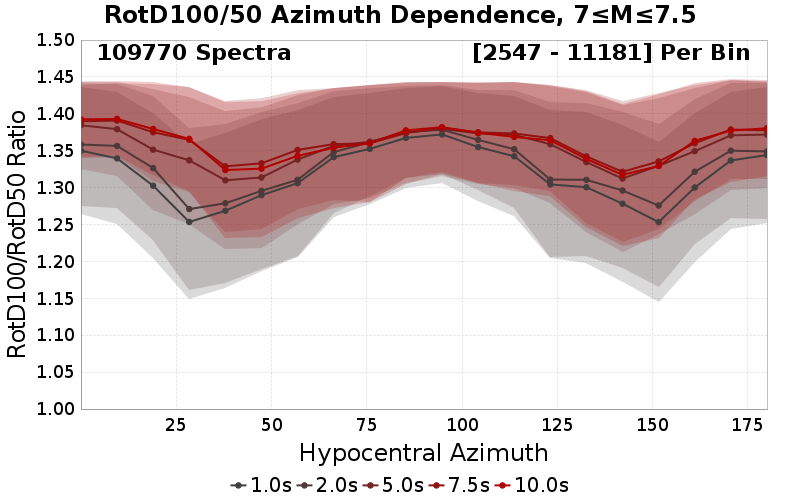 RotD100/50 Azimuth Dependence, 7≤M≤7.5
109770 Spectra [2547 - 11181] Per Bin
RotD100/RotD50 Ratio
1.50
1.45
1.40
1.35
1.30
1.25
1.20
1.15
1.10
1.05
1.00
25 50 75 100 125 150 175
Hypocentral Azimuth
1.0s 2.0s 5.0s 7.5s 10.0s